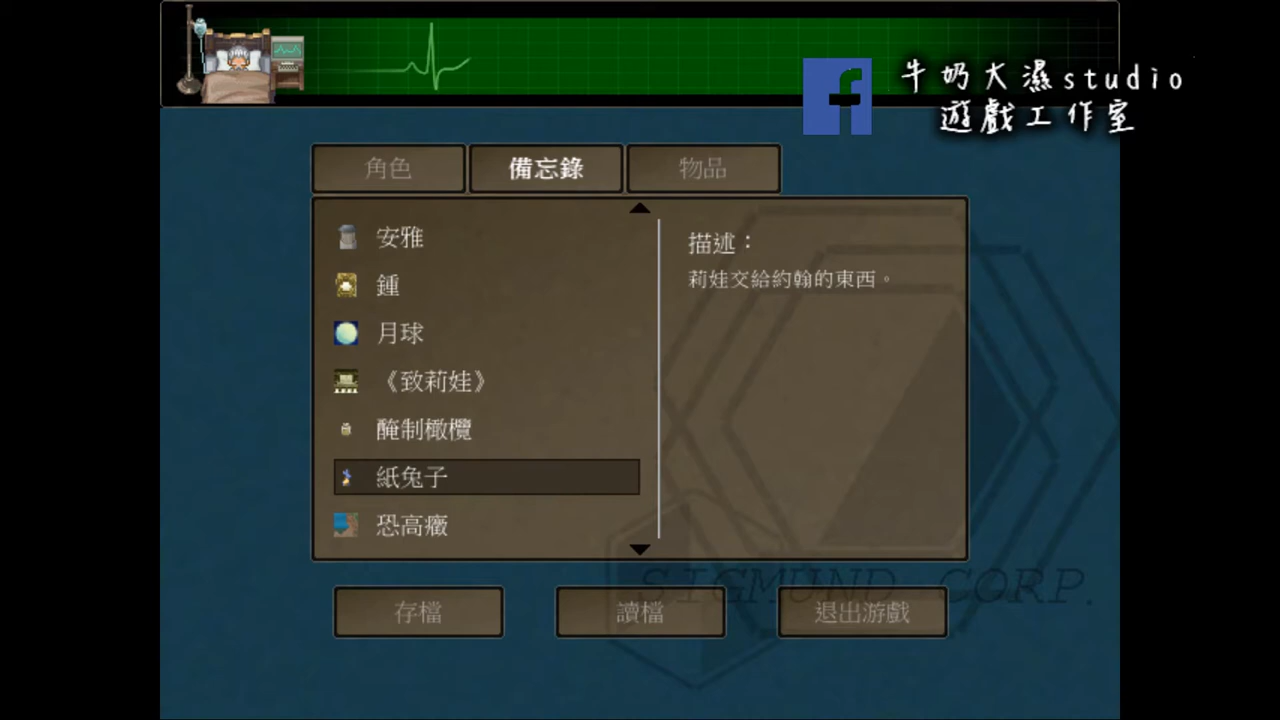 牛奶大濕studio
遊戲工作室
角色
備忘錄
物品
安雅
鍾
月球
《致莉娃》
醃制橄欖
紙兔子
恐高癥
描述：
莉娃交給約翰的東西。
SIGMUND CORP.
存檔
讀檔
退出游戲